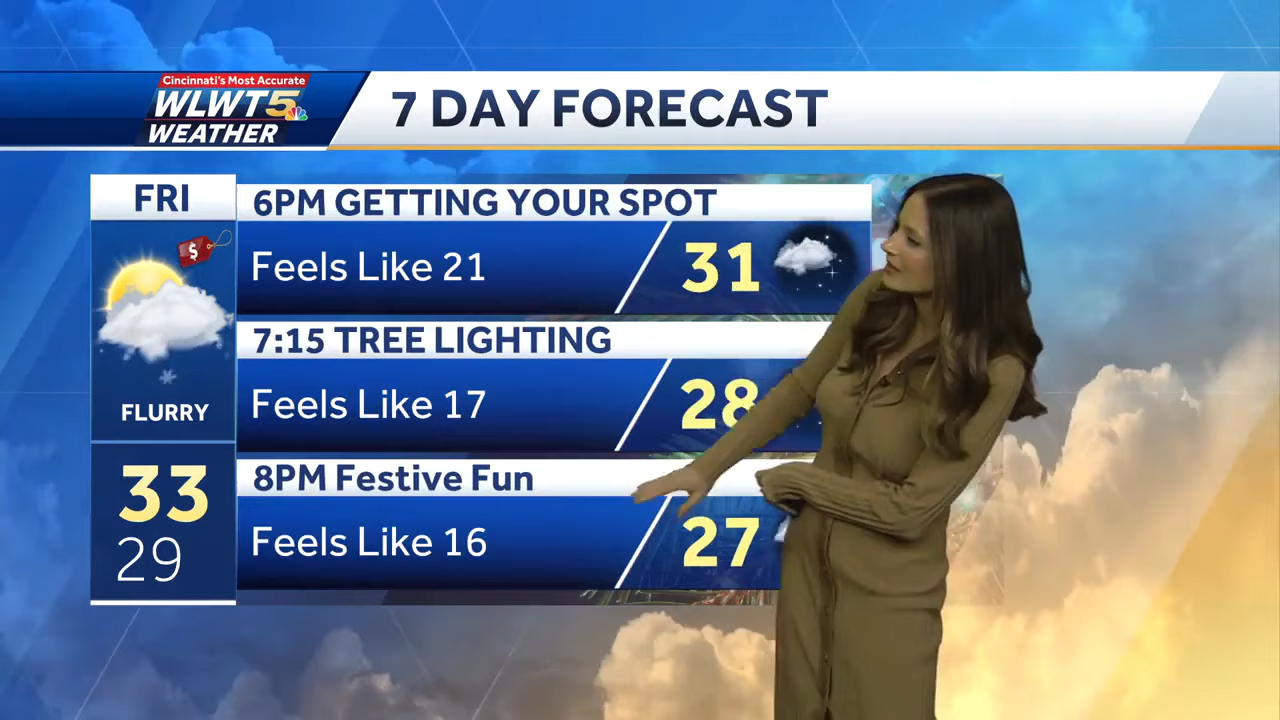 Cincinnati's Most Accurate
WLWT5
WEATHER
7 DAY FORECAST
FRI
$
FLURRY
33
29
6PM GETTING YOUR SPOT
Feels Like 21
31
7:15 TREE LIGHTING
Feels Like 17
28
8PM Festive Fun
Feels Like 16
27